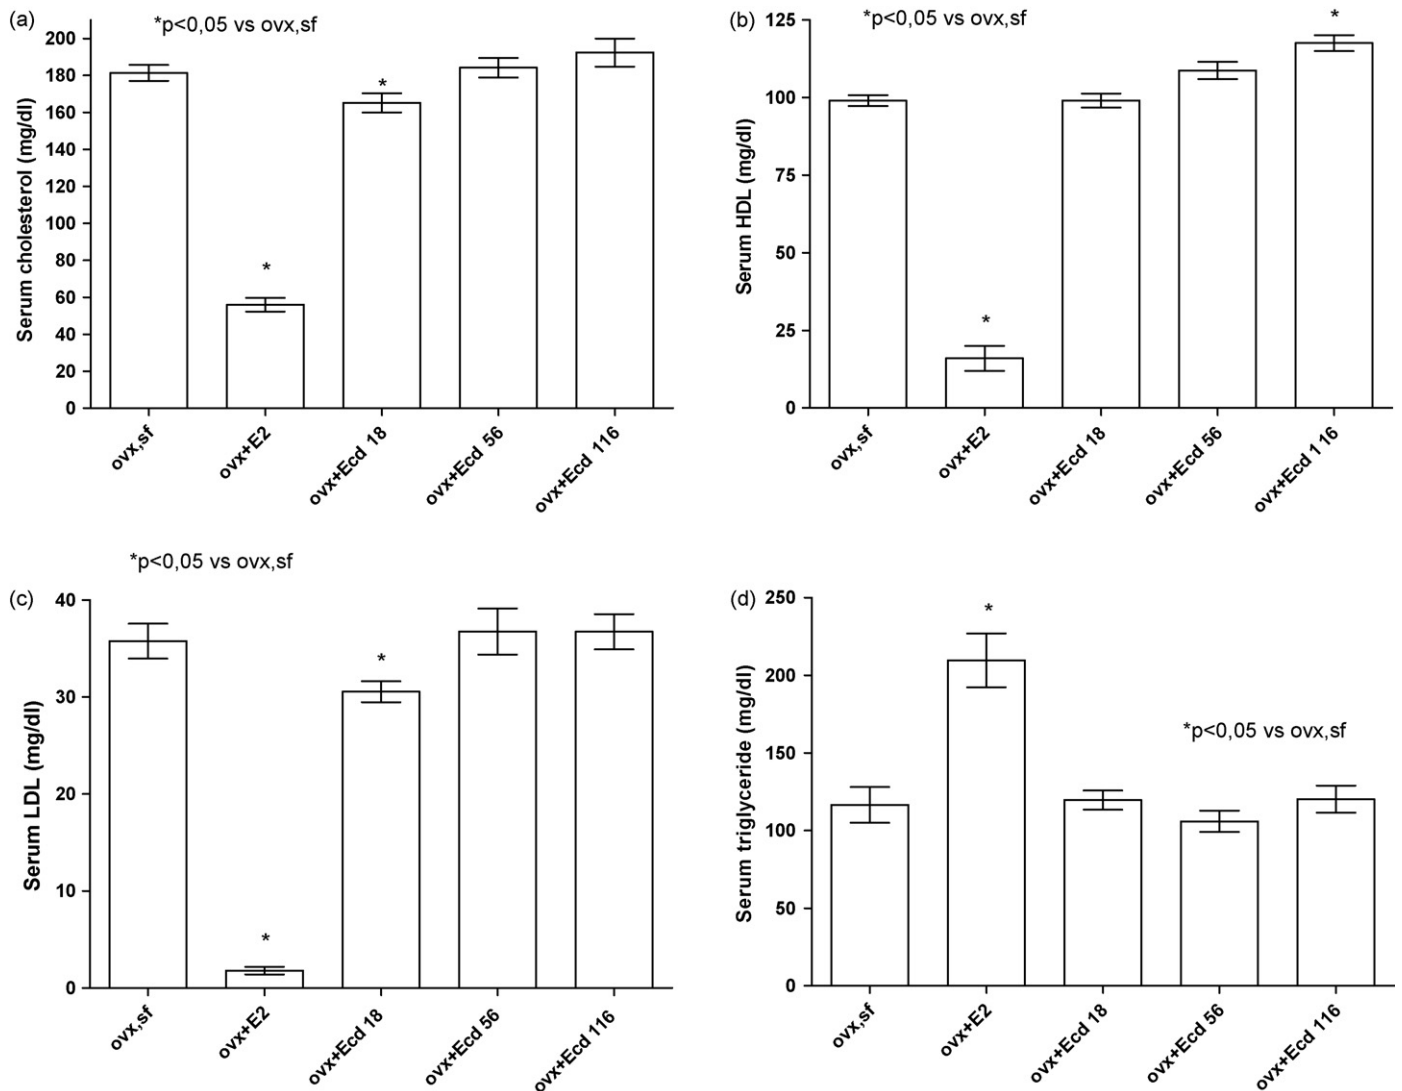 (a)
*p<0,05 vs ovx,sf
Serum cholesterol (mg/dl)
200
180
160
140
120
100
80
60
40
20
0
*
*
ovx,sf
ovx+E2
ovx+Ecd 18
ovx+Ecd 56
ovx+Ecd 116
(b)
*p<0,05 vs ovx,sf
Serum HDL (mg/dl)
125
100
75
50
25
0
*
*
ovx,sf
ovx+E2
ovx+Ecd 18
ovx+Ecd 56
ovx+Ecd 116
(c)
*p<0,05 vs ovx,sf
Serum LDL (mg/dl)
40
30
20
10
0
*
*
ovx,sf
ovx+E2
ovx+Ecd 18
ovx+Ecd 56
ovx+Ecd 116
(d)
Serum triglyceride (mg/dl)
250
200
150
100
50
0
*
*p<0,05 vs ovx,sf
ovx,sf
ovx+E2
ovx+Ecd 18
ovx+Ecd 56
ovx+Ecd 116